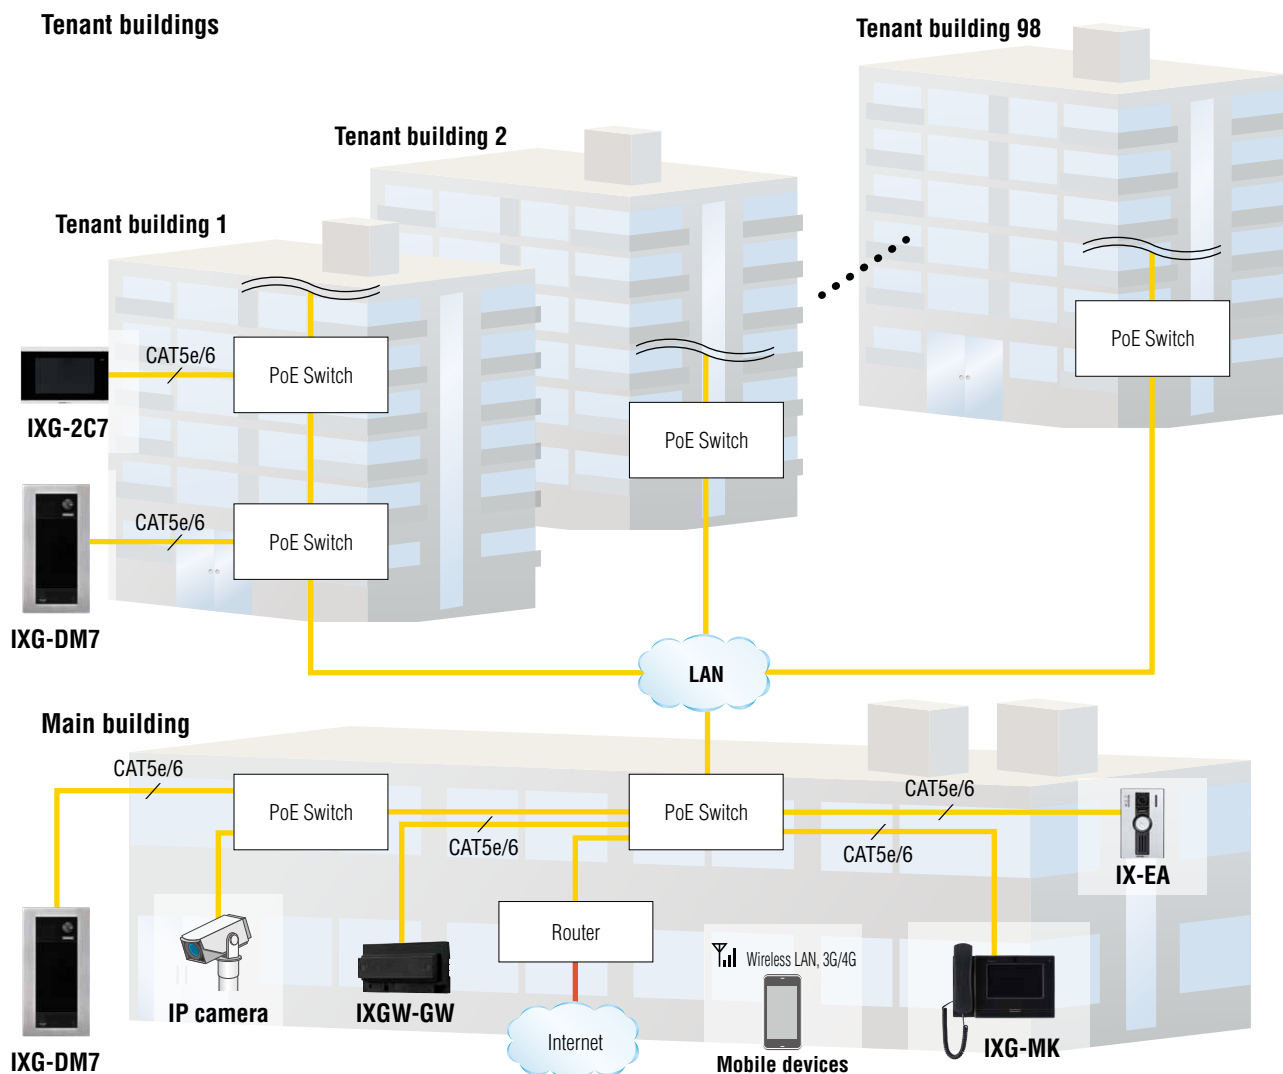 Tenant buildings
Tenant building 98
Tenant building 2
Tenant building 1
CAT5e/6
PoE Switch
IXG-2C7
PoE Switch
PoE Switch
CAT5e/6
PoE Switch
IXG-DM7
LAN
Main building
CAT5e/6
PoE Switch
PoE Switch
CAT5e/6
CAT5e/6
CAT5e/6
IX-EA
Router
Wireless LAN, 3G/4G
IP camera
IXGW-GW
Internet
IXG-MK
IXG-DM7
Mobile devices